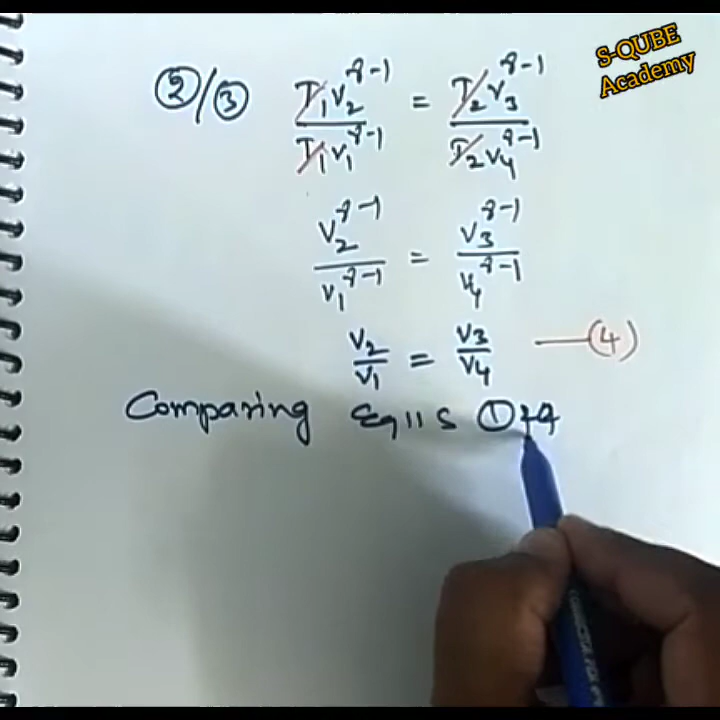 S-QUBE
Academy
②/③ T₁V₂^γ-1 / T₁V₁^γ-1 = T₂V₃^γ-1 / T₂V₄^γ-1
V₂^γ-1 / V₁^γ-1 = V₃^γ-1 / V₄^γ-1
V₂/V₁ = V₃/V₄ —(4)
Comparing Eqns ①